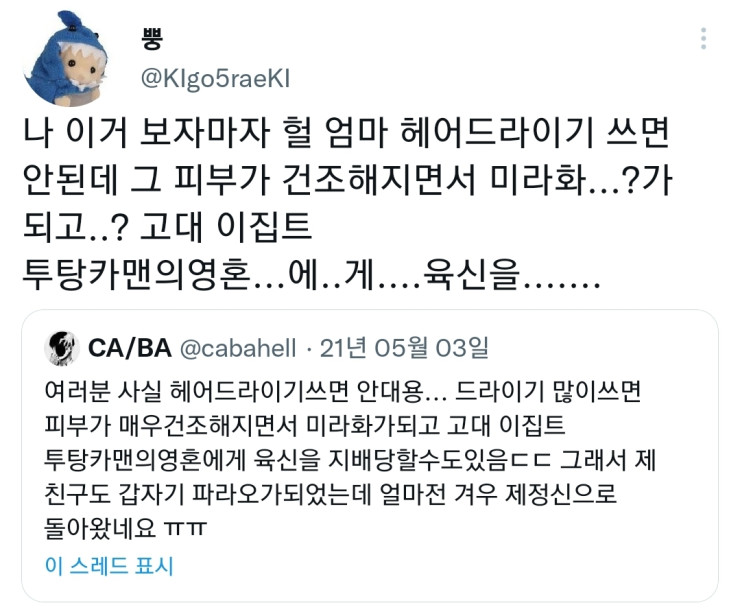 뿡
@KIgo5raeKI
나 이거 보자마자 헐 엄마 헤어드라이기 쓰면
안된데 그 피부가 건조해지면서 미라화...?가
되고..? 고대 이집트
투탕카맨의영혼...에..게....육신을.......
CA/BA @cabahell · 21년 05월 03일
여러분 사실 헤어드라이기쓰면 안대용... 드라이기 많이쓰면
피부가 매우건조해지면서 미라화가되고 고대 이집트
투탕카맨의영혼에게 육신을 지배당할수도있음ㄷㄷ 그래서 제
친구도 갑자기 파라오가되었는데 얼마전 겨우 제정신으로
돌아왔네요 ㅠㅠ
이 스레드 표시